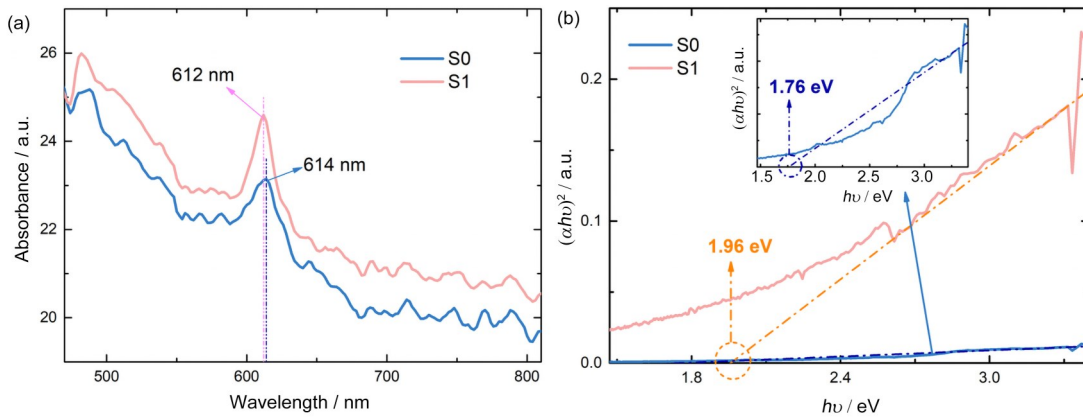 (a)
Absorbance / a.u.
26
24
22
20
S0
S1
612 nm
614 nm
500 600 700 800
Wavelength / nm
(b)
(αhυ)² / a.u.
0.2
0.1
0.0
S0
S1
1.96 eV
1.8 2.4 3.0
hυ / eV
(αhυ)² / a.u.
1.76 eV
1.5 2.0 2.5 3.0
hυ / eV